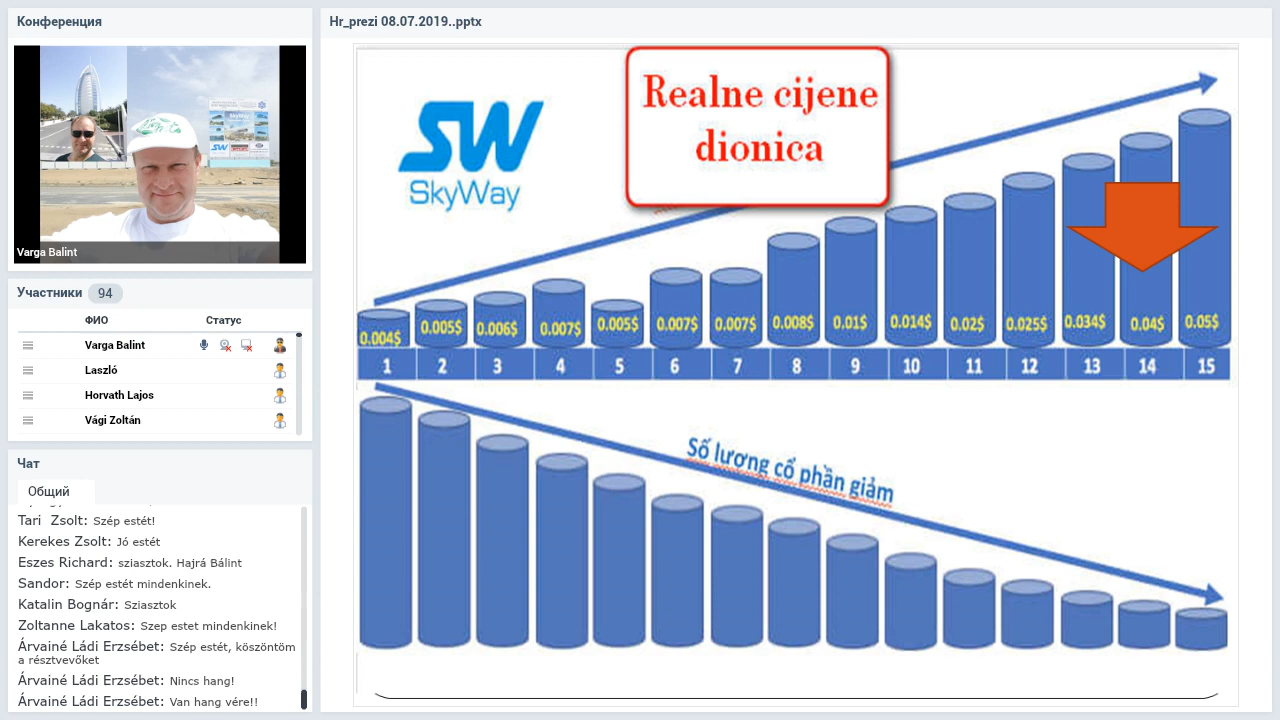 Конференция
Varga Balint
Участники 94
ФИО Статус
Varga Balint
Laszló
Horvath Lajos
Vági Zoltán
Чат
Общий
Tari Zsolt: Szép estét!
Kerekes Zsolt: Jó estét
Eszes Richard: sziasztok. Hajrá Bálint
Sandor: Szép estét mindenkinek.
Katalin Bognár: Sziasztok
Zoltanne Lakatos: Szep estet mindenkinek!
Árvainé Ládi Erzsébet: Szép estét, köszöntöm
a résztvevőket
Árvainé Ládi Erzsébet: Nincs hang!
Árvainé Ládi Erzsébet: Van hang vére!!
Hr_prezi 08.07.2019..pptx
SW
SkyWay
Realne cijene
dionica
0.004$ 0.005$ 0.006$ 0.007$ 0.005$ 0.007$ 0.007$ 0.008$ 0.01$ 0.014$ 0.02$ 0.025$ 0.034$ 0.04$ 0.05$
1 2 3 4 5 6 7 8 9 10 11 12 13 14 15
Số lương cổ phần giảm